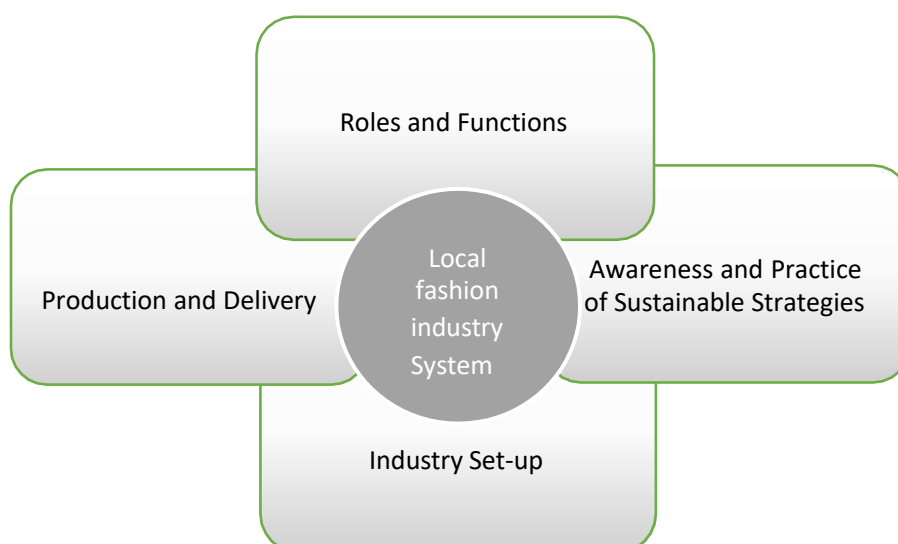 Roles and Functions
Production and Delivery
Local
fashion
industry
System
Awareness and Practice
of Sustainable Strategies
Industry Set-up